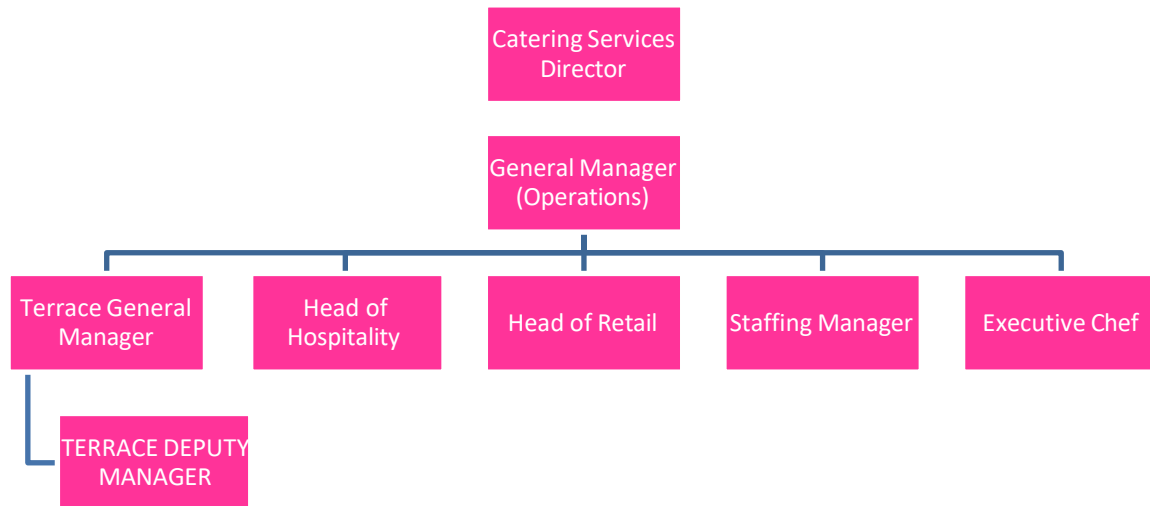 Catering Services
Director
General Manager
(Operations)
Terrace General
Manager
Head of
Hospitality
Head of Retail
Staffing Manager
Executive Chef
TERRACE DEPUTY
MANAGER